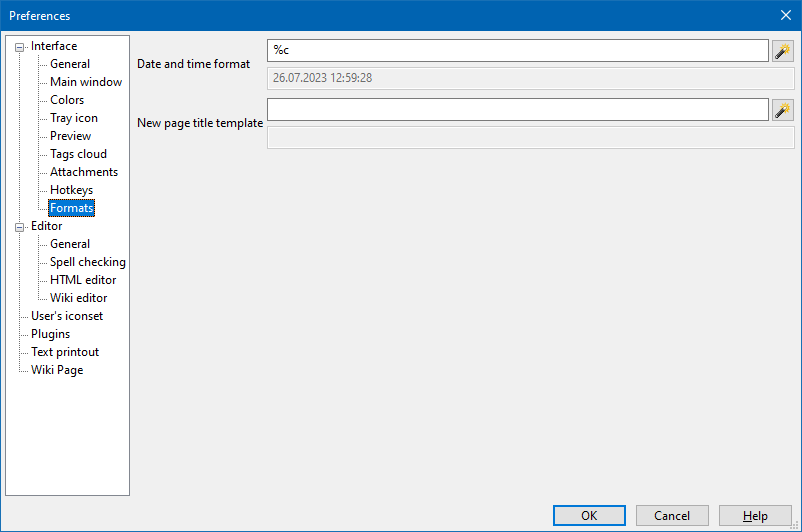 Preferences
Interface
General
Main window
Colors
Tray icon
Preview
Tags cloud
Attachments
Hotkeys
Formats
Editor
General
Spell checking
HTML editor
Wiki editor
User's iconset
Plugins
Text printout
Wiki Page
Date and time format
%c
26.07.2023 12:59:28
New page title template
OK
Cancel
Help